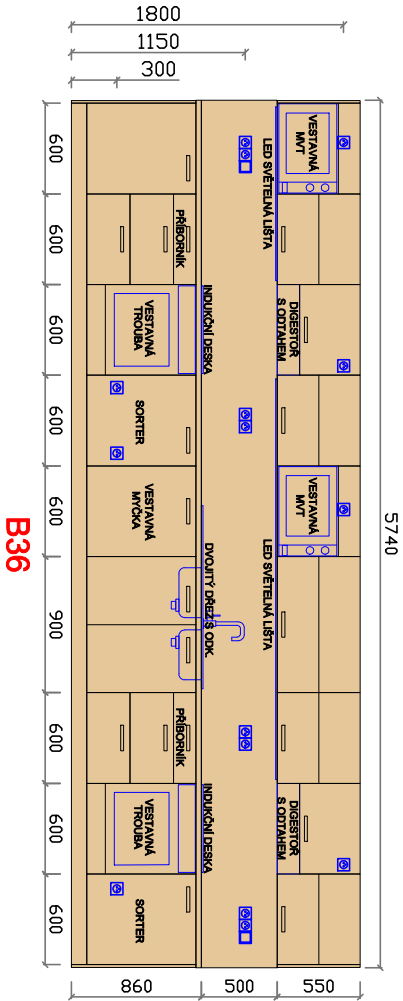 1800
1150
300
5740
VESTAVNÁ
MVT
LED SVĚTELNÁ LIŠTA
PŘÍBORNÍK
INDUKČNÍ DESKA
DIGESTOŘ
S ODTAHEM
VESTAVNÁ
TROUBA
SORTER
VESTAVNÁ
MVT
LED SVĚTELNÁ LIŠTA
VESTAVNÁ
MYČKA
DVOJITÝ DŘEZ S ODK.
PŘÍBORNÍK
INDUKČNÍ DESKA
DIGESTOŘ
S ODTAHEM
VESTAVNÁ
TROUBA
SORTER
600
600
600
600
600
900
600
600
600
860
500
550
B36